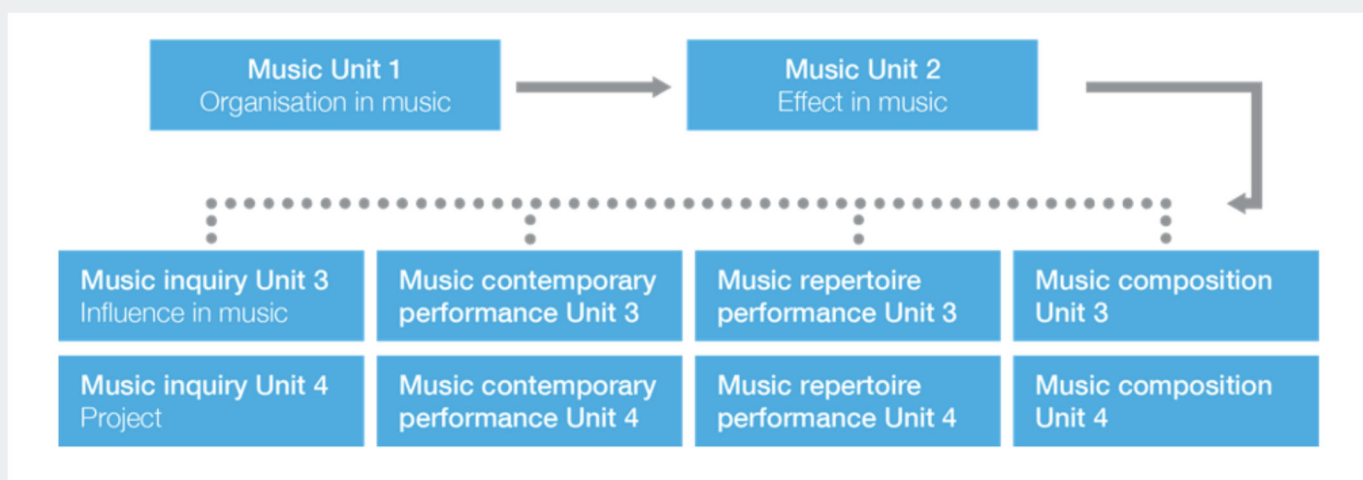 Music Unit 1
Organisation in music
Music Unit 2
Effect in music
Music inquiry Unit 3
Influence in music
Music contemporary
performance Unit 3
Music repertoire
performance Unit 3
Music composition
Unit 3
Music inquiry Unit 4
Project
Music contemporary
performance Unit 4
Music repertoire
performance Unit 4
Music composition
Unit 4